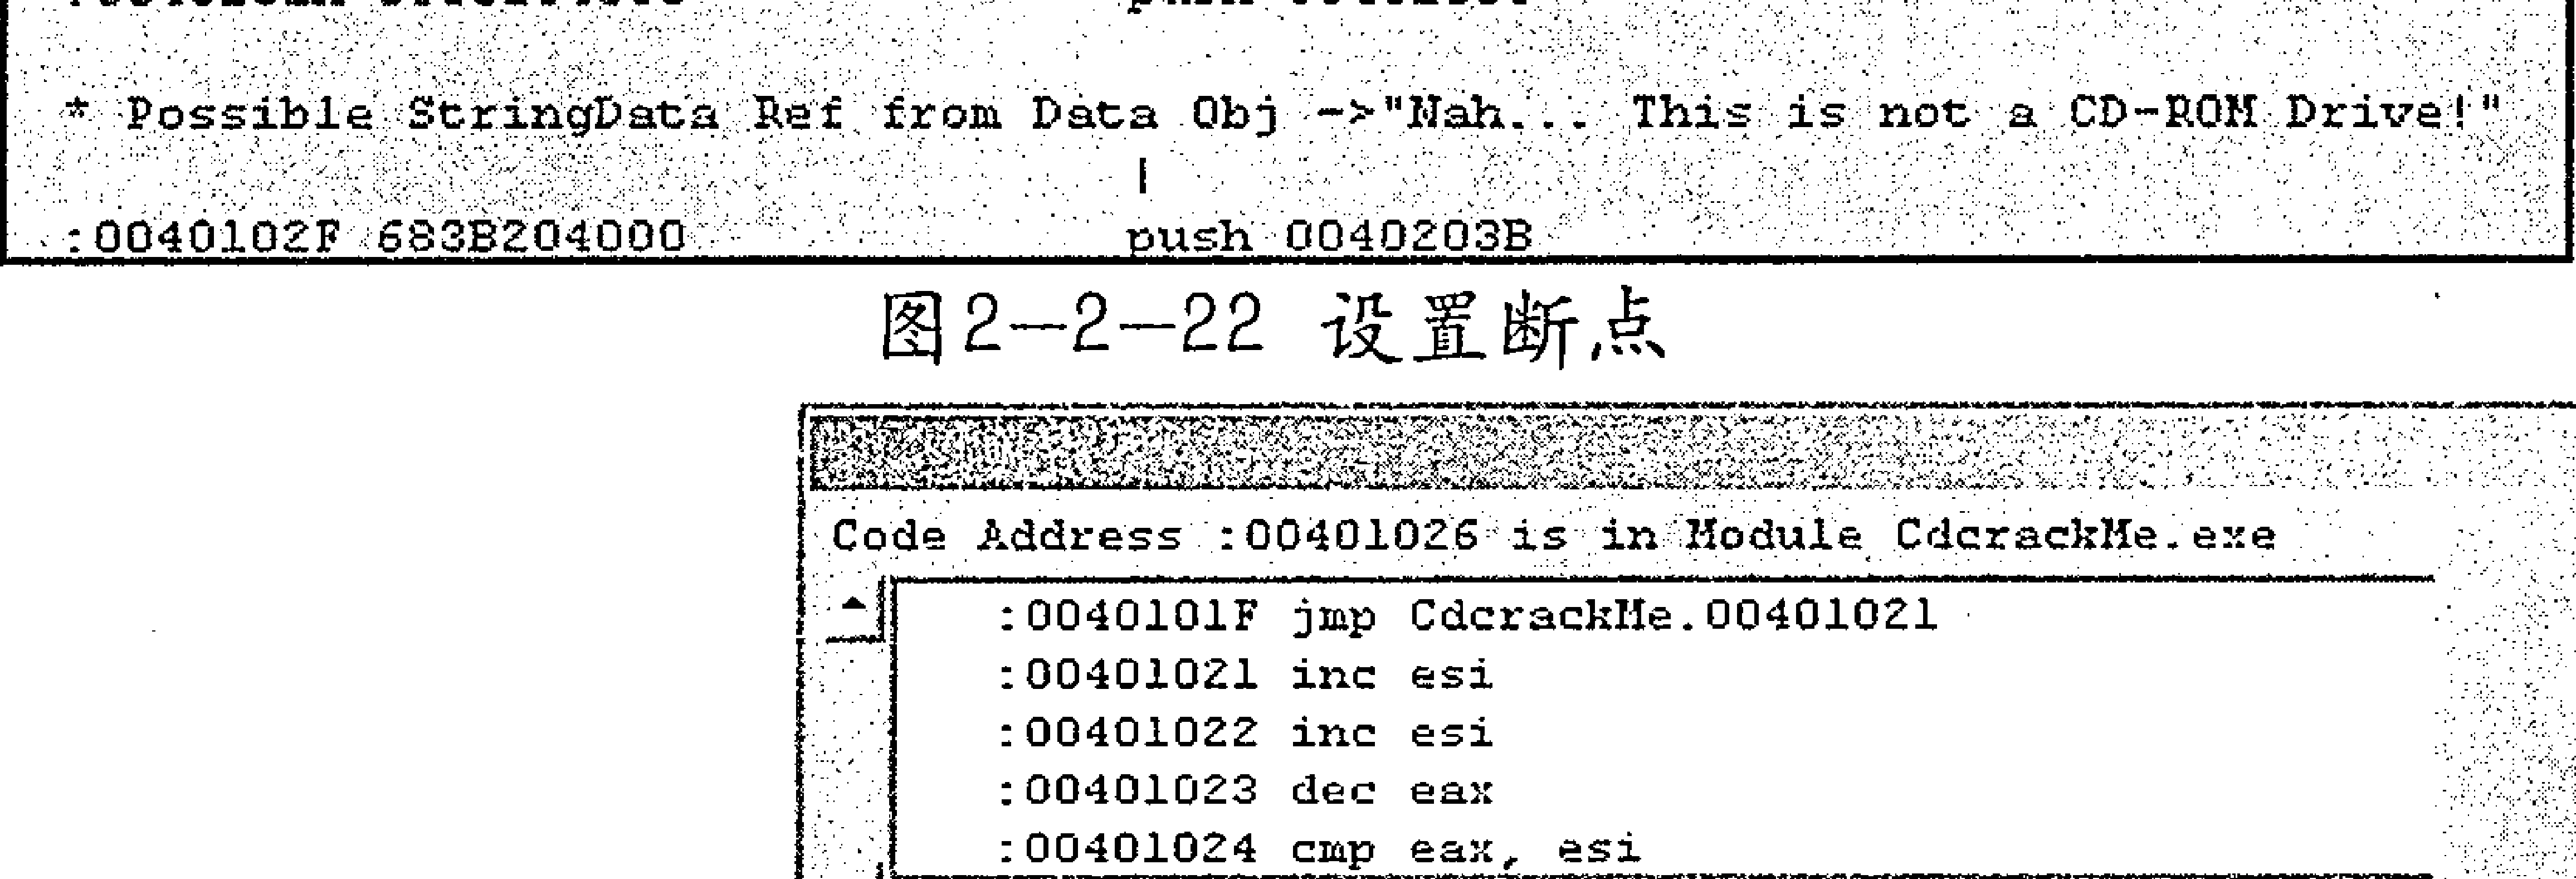 * Possible StringData Ref from Data Obj ->"Nah... This is not a CD-ROM Drive!"
|
:0040102F 683B204000 push 0040203B
图2-2-22 设置断点
Code Address :00401026 is in Module CdcrackMe.exe
:0040101F jmp CdcrackMe.00401021
:00401021 inc esi
:00401022 inc esi
:00401023 dec eax
:00401024 cmp eax, esi